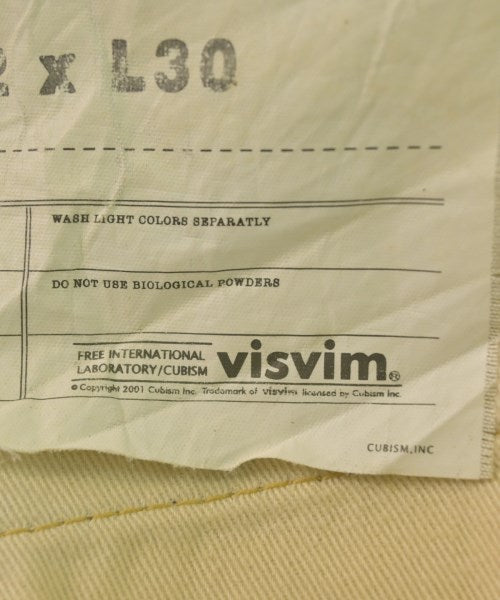 2 x L30
WASH LIGHT COLORS SEPARATLY
DO NOT USE BIOLOGICAL POWDERS
FREE INTERNATIONAL
LABORATORY/CUBISM
visvim®
© Copyright 2001 Cubism Inc. Trademark of visvim licensed by Cubism Inc.
CUBISM,INC